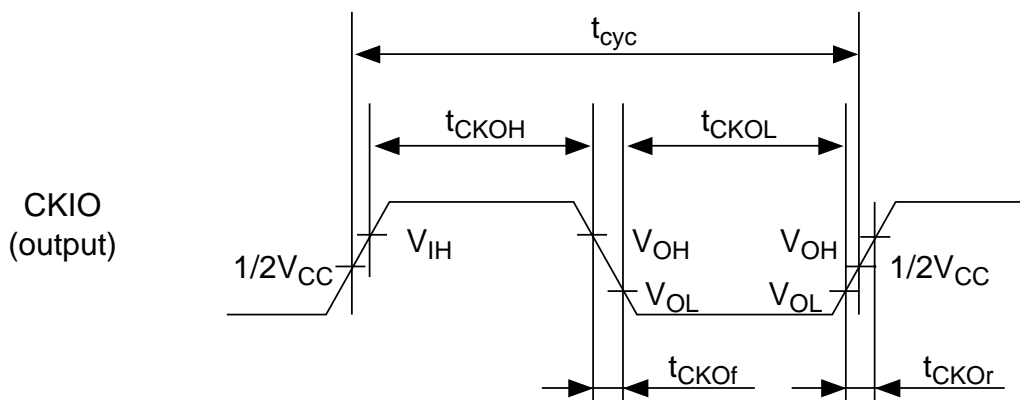 tcyc
tCKOH tCKOL
CKIO
(output)
VIH VOH VOH
1/2VCC 1/2VCC
VOL VOL
tCKOf tCKOr